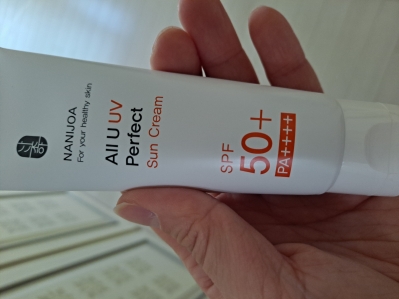 NANIJOA
For your healthy skin
All U UV
Perfect
Sun Cream
SPF
50+
PA++++